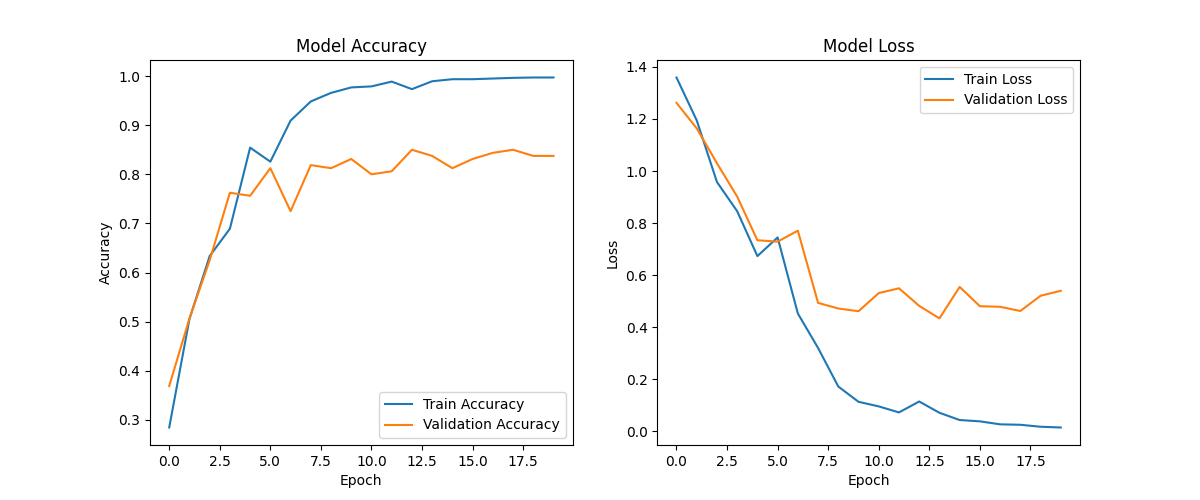 Model Accuracy
1.0
0.9
0.8
0.7
0.6
0.5
0.4
0.3
Accuracy
Train Accuracy
Validation Accuracy
0.0 2.5 5.0 7.5 10.0 12.5 15.0 17.5
Epoch
Model Loss
1.4
1.2
1.0
0.8
0.6
0.4
0.2
0.0
Loss
Train Loss
Validation Loss
0.0 2.5 5.0 7.5 10.0 12.5 15.0 17.5
Epoch